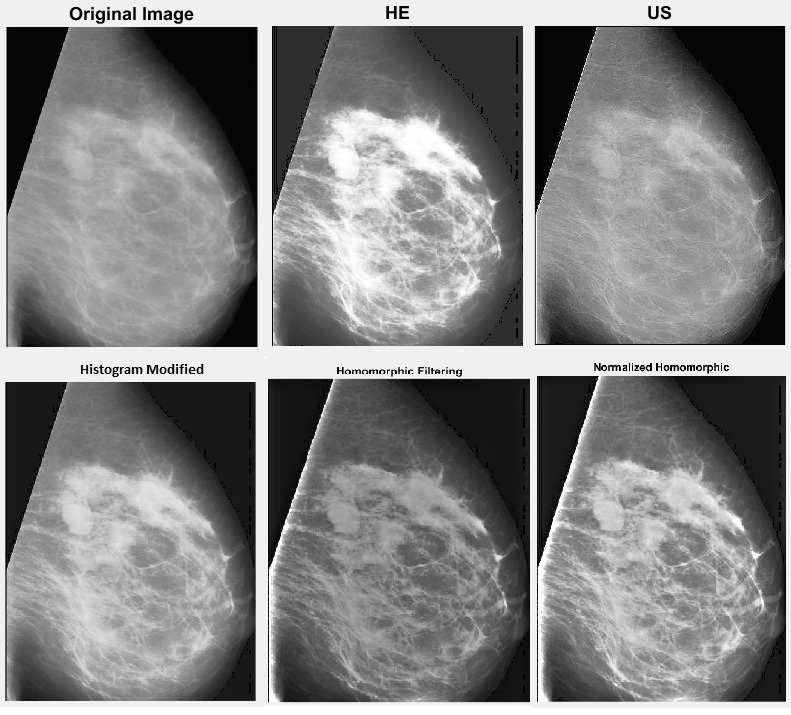 Original Image
HE
US
Histogram Modified
Homomorphic Filtering
Normalized Homomorphic